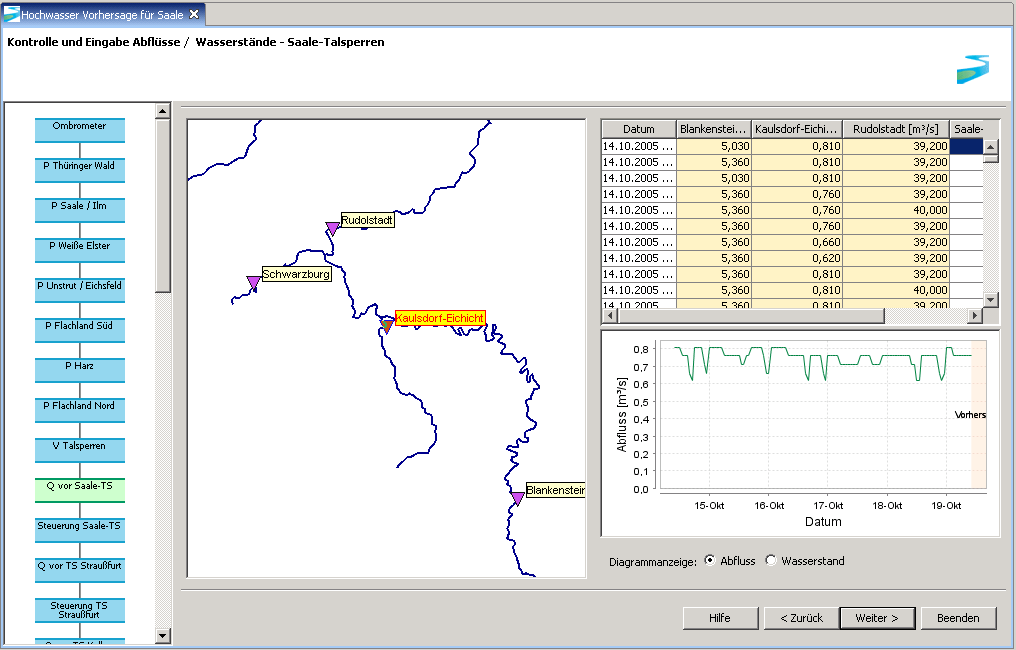 Hochwasser Vorhersage für Saale
Kontrolle und Eingabe Abflüsse / Wasserstände - Saale-Talsperren
Ombrometer
P Thüringer Wald
P Saale / Ilm
P Weiße Elster
P Unstrut / Eichsfeld
P Flachland Süd
P Harz
P Flachland Nord
V Talsperren
Q vor Saale-TS
Steuerung Saale-TS
Q vor TS Straußfurt
Steuerung TS
Straußfurt
Rudolstadt
Schwarzburg
Kaulsdorf-Eichicht
Blankenstein
Datum Blankenstei... Kaulsdorf-Eichi... Rudolstadt [m³/s] Saale-
14.10.2005 ... 5,030 0,810 39,200
14.10.2005 ... 5,360 0,810 39,200
14.10.2005 ... 5,030 0,810 39,200
14.10.2005 ... 5,360 0,760 39,200
14.10.2005 ... 5,360 0,760 40,000
14.10.2005 ... 5,360 0,760 39,200
14.10.2005 ... 5,360 0,660 39,200
14.10.2005 ... 5,360 0,620 39,200
14.10.2005 ... 5,360 0,810 39,200
14.10.2005 ... 5,360 0,810 40,000
14.10.2005 ... 5,360 0,810 39,200
Abfluss [m³/s]
0,8
0,7
0,6
0,5
0,4
0,3
0,2
0,1
0,0
Vorhers
15-Okt 16-Okt 17-Okt 18-Okt 19-Okt
Datum
Diagrammanzeige: Abfluss Wasserstand
Hilfe < Zurück Weiter > Beenden